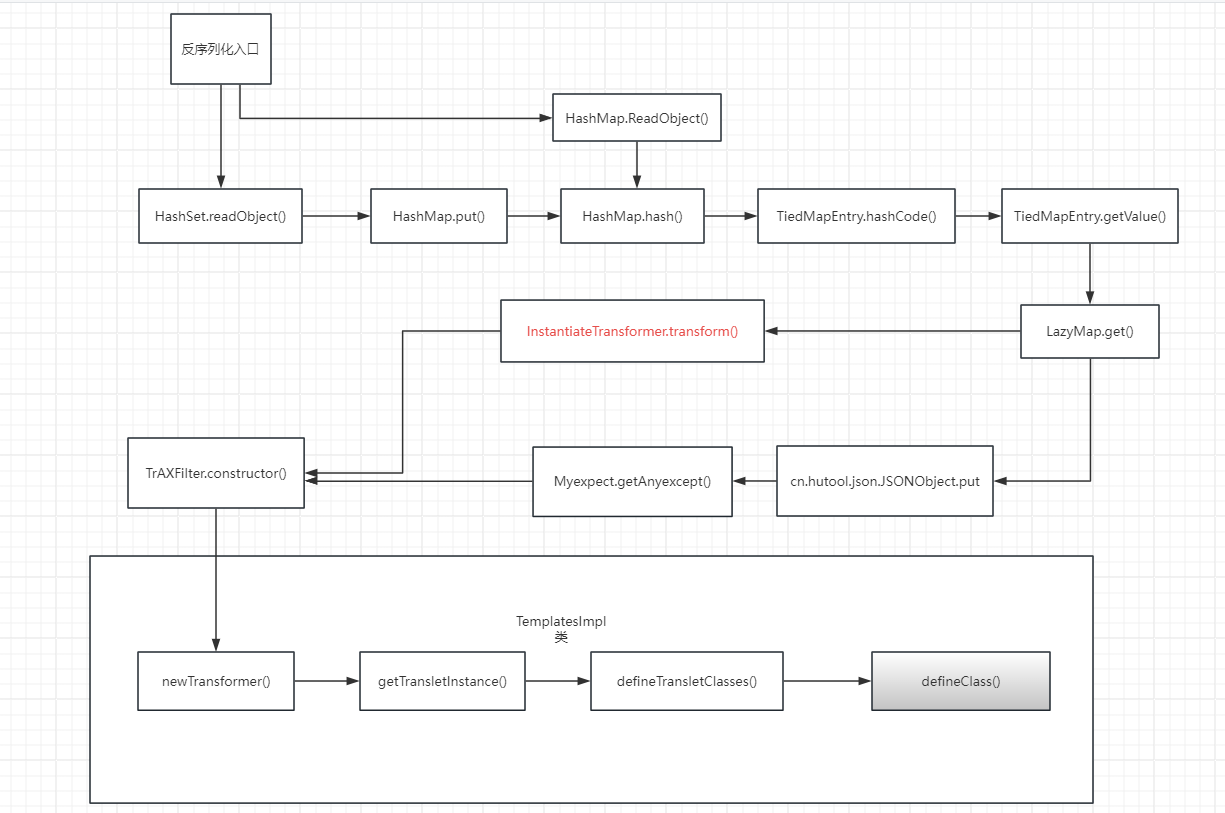 反序列化入口
HashMap.ReadObject()
HashSet.readObject()
HashMap.put()
HashMap.hash()
TiedMapEntry.hashCode()
TiedMapEntry.getValue()
InstantiateTransformer.transform()
LazyMap.get()
TrAXFilter.constructor()
Myexpect.getAnyexcept()
cn.hutool.json.JSONObject.put
TemplatesImpl
类
newTransformer()
getTransletInstance()
defineTransletClasses()
defineClass()